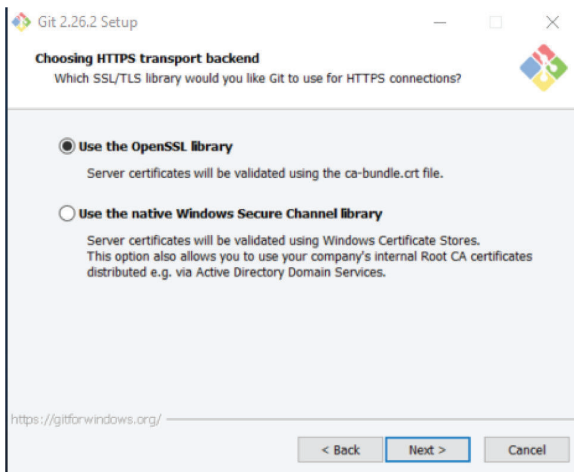 Git 2.26.2 Setup
Choosing HTTPS transport backend
Which SSL/TLS library would you like Git to use for HTTPS connections?
Use the OpenSSL library
Server certificates will be validated using the ca-bundle.crt file.
Use the native Windows Secure Channel library
Server certificates will be validated using Windows Certificate Stores.
This option also allows you to use your company's internal Root CA certificates
distributed e.g. via Active Directory Domain Services.
https://gitforwindows.org/
< Back Next > Cancel